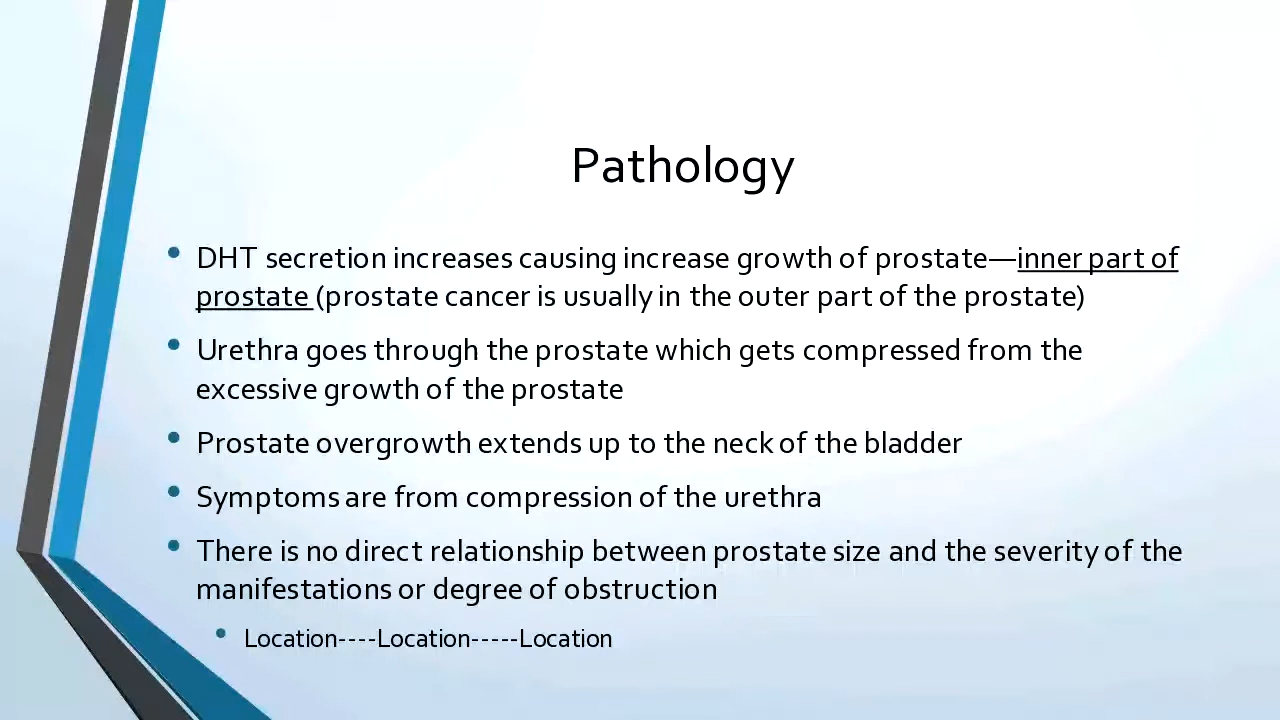 Pathology
DHT secretion increases causing increase growth of prostate—inner part of
prostate (prostate cancer is usually in the outer part of the prostate)
Urethra goes through the prostate which gets compressed from the
excessive growth of the prostate
Prostate overgrowth extends up to the neck of the bladder
Symptoms are from compression of the urethra
There is no direct relationship between prostate size and the severity of the
manifestations or degree of obstruction
Location----Location-----Location